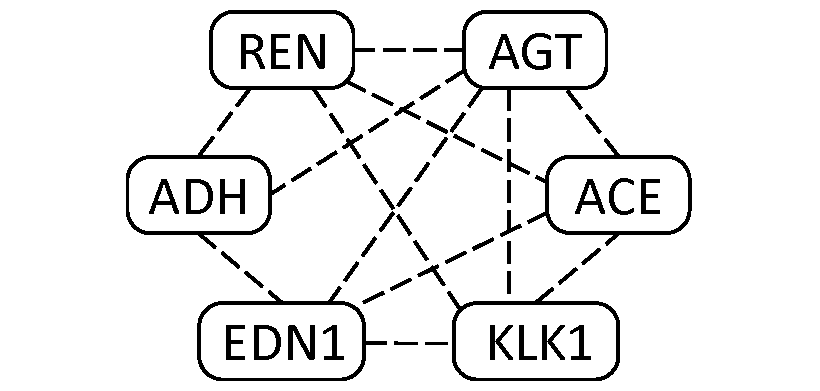 REN
AGT
ADH
ACE
EDN1
KLK1